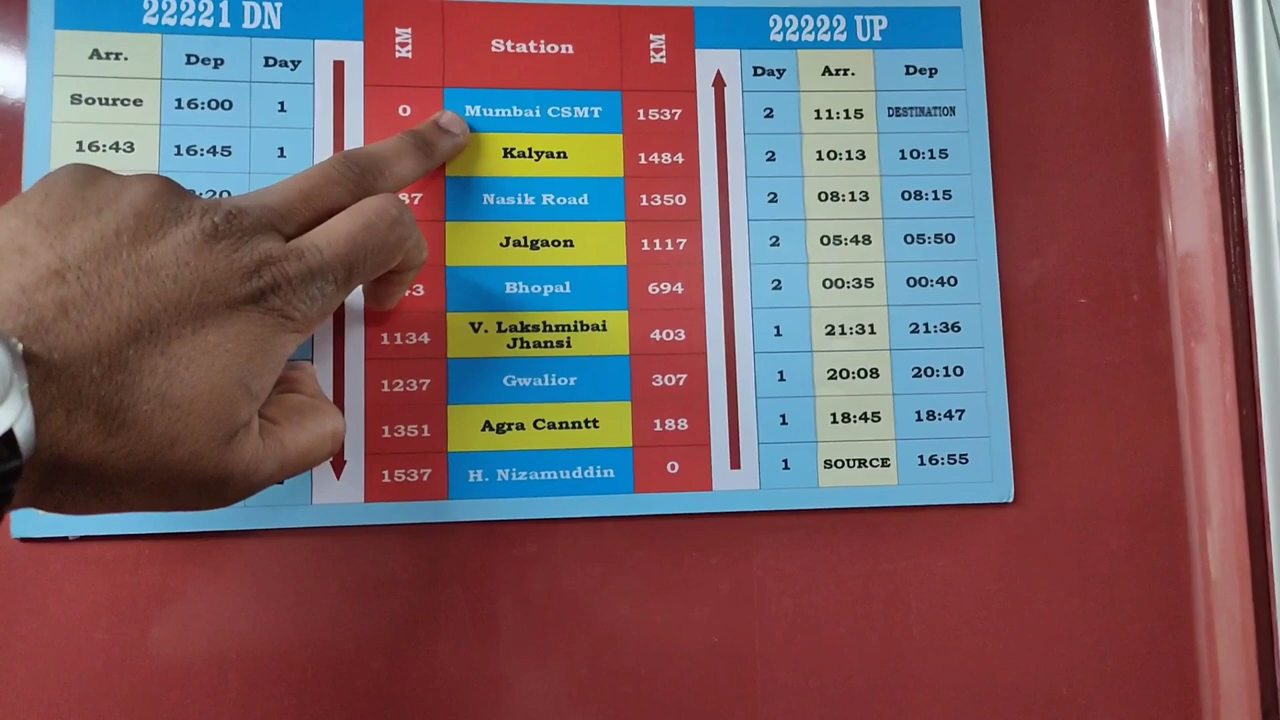 22221 DN KM Station KM 22222 UP
Arr. Dep Day Day Arr. Dep
Source 16:00 1 0 Mumbai CSMT 1537 2 11:15 DESTINATION
16:43 16:45 1 Kalyan 1484 2 10:13 10:15
:20 87 Nasik Road 1350 2 08:13 08:15
Jalgaon 1117 2 05:48 05:50
43 Bhopal 694 2 00:35 00:40
1134 V. Lakshmibai
Jhansi 403 1 21:31 21:36
1237 Gwalior 307 1 20:08 20:10
1351 Agra Canntt 188 1 18:45 18:47
1537 H. Nizamuddin 0 1 SOURCE 16:55